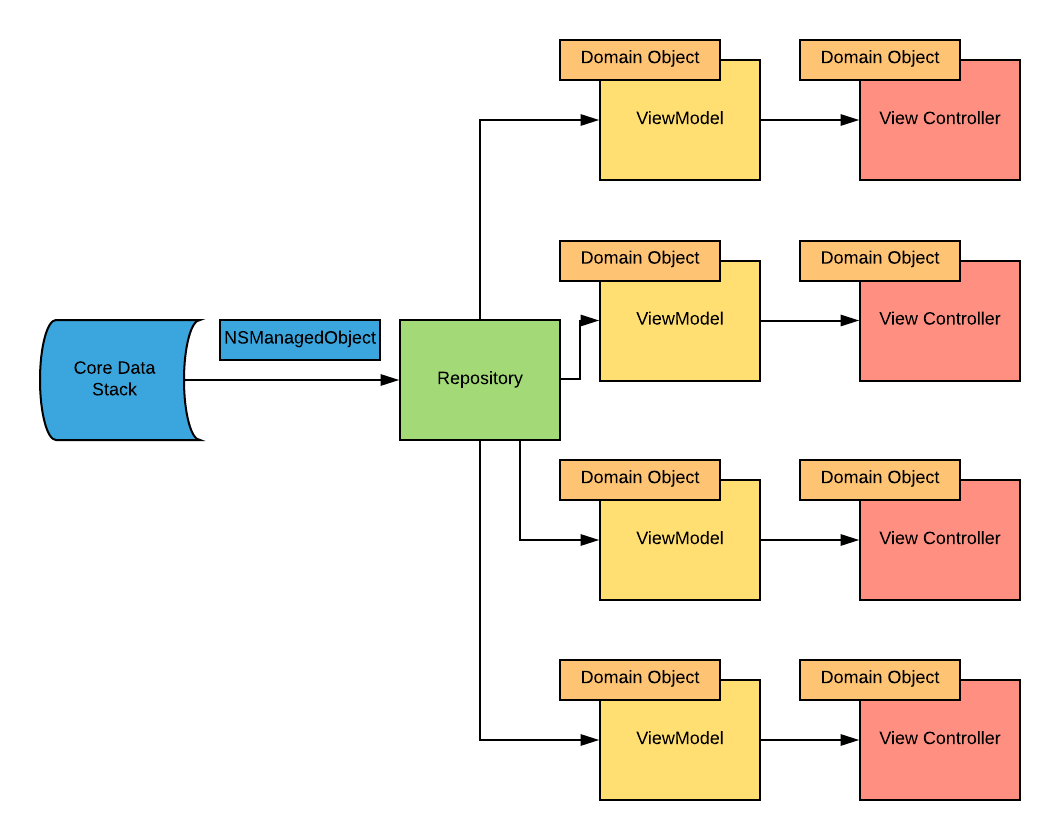 Domain Object
Domain Object
ViewModel
View Controller
Domain Object
Domain Object
ViewModel
View Controller
NSManagedObject
Core Data
Stack
Repository
Domain Object
Domain Object
ViewModel
View Controller
Domain Object
Domain Object
ViewModel
View Controller